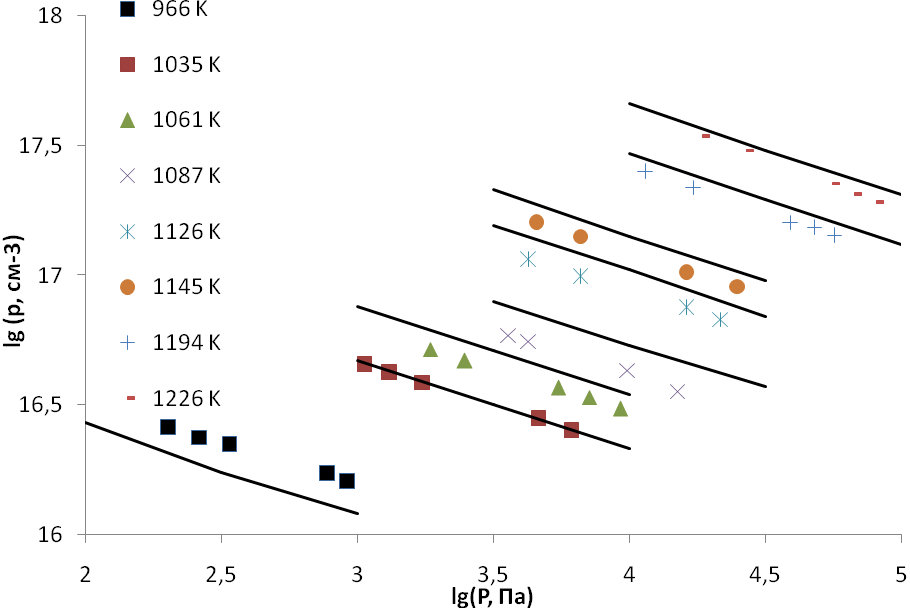 966 K
1035 K
1061 K
1087 K
1126 K
1145 K
1194 K
1226 K
18
17,5
17
16,5
16
lg (p, см-3)
2
2,5
3
3,5
4
4,5
5
lg(P, Па)